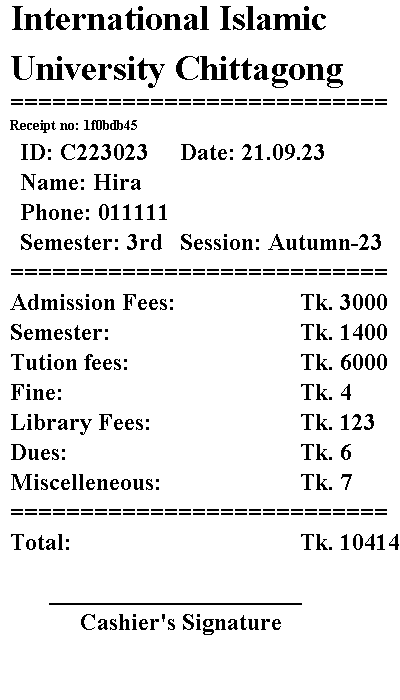 International Islamic
University Chittagong
===========================
Receipt no: 1f0bdb45
ID: C223023 Date: 21.09.23
Name: Hira
Phone: 011111
Semester: 3rd Session: Autumn-23
===========================
Admission Fees: Tk. 3000
Semester: Tk. 1400
Tution fees: Tk. 6000
Fine: Tk. 4
Library Fees: Tk. 123
Dues: Tk. 6
Miscelleneous: Tk. 7
===========================
Total: Tk. 10414
Cashier's Signature